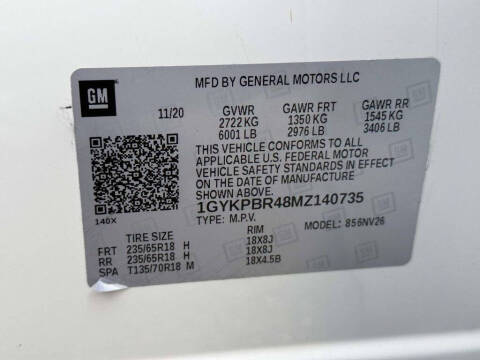 GM
MFD BY GENERAL MOTORS LLC
11/20 GVWR GAWR FRT GAWR RR
2722 KG 1350 KG 1545 KG
6001 LB 2976 LB 3406 LB
THIS VEHICLE CONFORMS TO ALL
APPLICABLE U.S. FEDERAL MOTOR
VEHICLE SAFETY STANDARDS IN EFFECT
ON THE DATE OF MANUFACTURE
SHOWN ABOVE.
140X
1GYKPBR48MZ140735
TYPE: M.P.V. MODEL: 856NV26
TIRE SIZE RIM
FRT 235/65R18 H 18X8J
RR 235/65R18 H 18X8J
SPA T135/70R18 M 18X4.5B